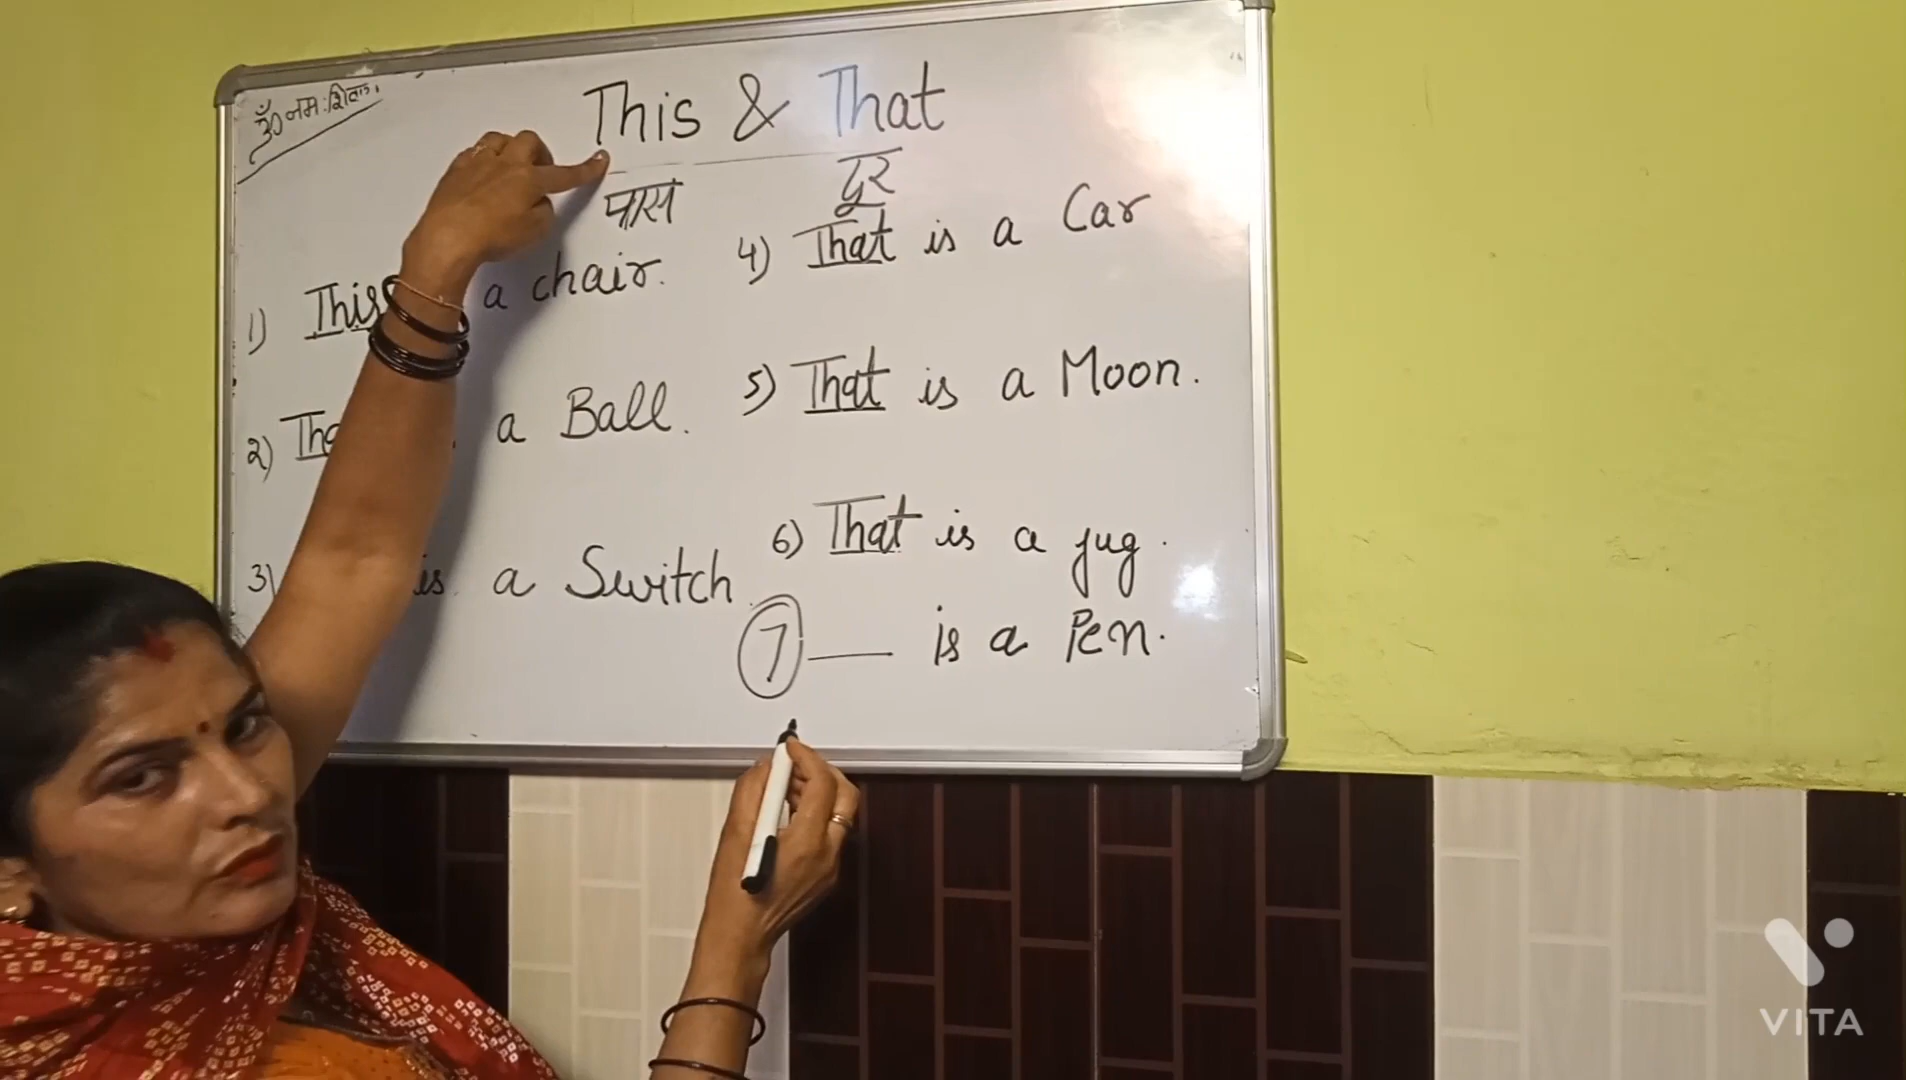 ॐ नमः शिवाय
This & That
पास दूर
1) This a chair.
2) a Ball.
3) is a Switch.
4) That is a Car
5) That is a Moon.
6) That is a jug.
7 ___ is a Pen.
VITA